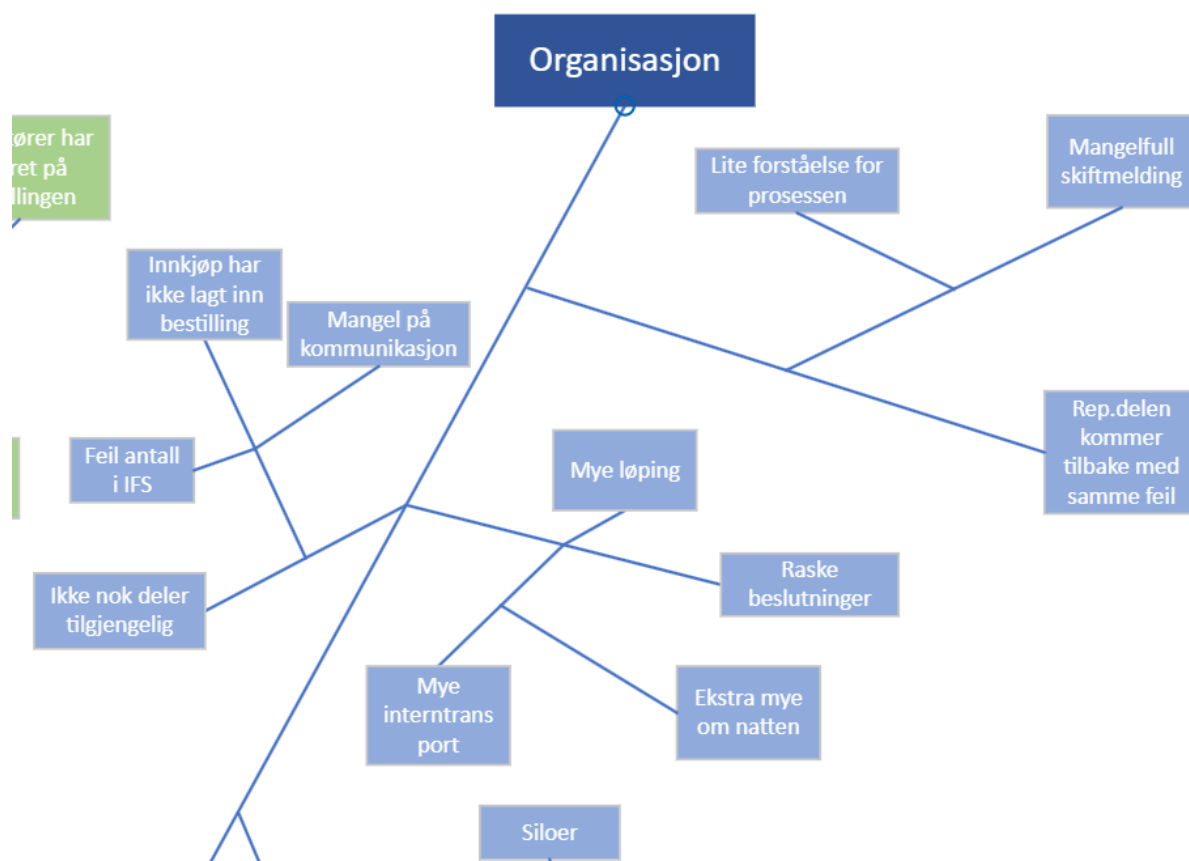 Organisasjon
har
på
Lite forståelse for
prosessen
Mangelfull
skiftmelding
Innkjøp har
ikke lagt inn
bestilling
Mangel på
kommunikasjon
Feil antall
i IFS
Mye løping
Rep.delen
kommer
tilbake med
samme feil
Ikke nok deler
tilgjengelig
Raske
beslutninger
Mye
interntrans
port
Ekstra mye
om natten
Siloer